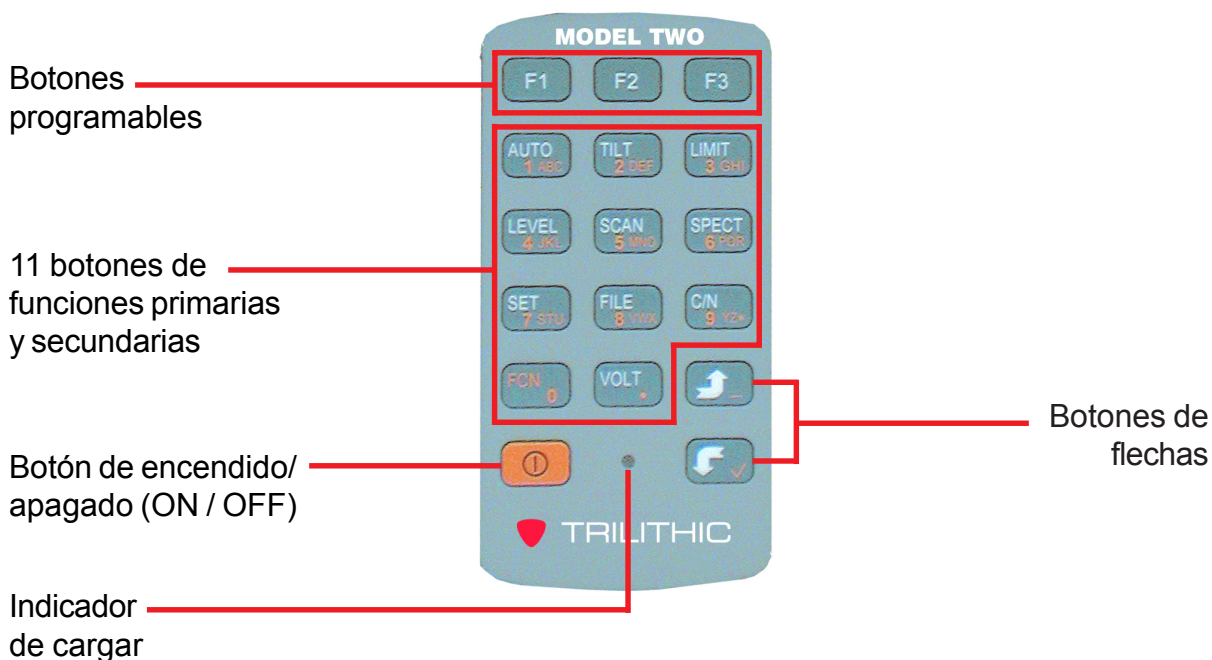 MODEL TWO
Botones
programables
F1 F2 F3
AUTO 1 ABC
TILT 2 DEF
LIMIT 3 GHI
LEVEL 4 JKL
SCAN 5 MNO
SPECT 6 PQR
11 botones de
funciones primarias
y secundarias
SET 7 STU
FILE 8 VWX
C/N 9 YZ*
FCN 0
VOLT .
Botones de
flechas
Botón de encendido/
apagado (ON / OFF)
TRILITHIC
Indicador
de cargar